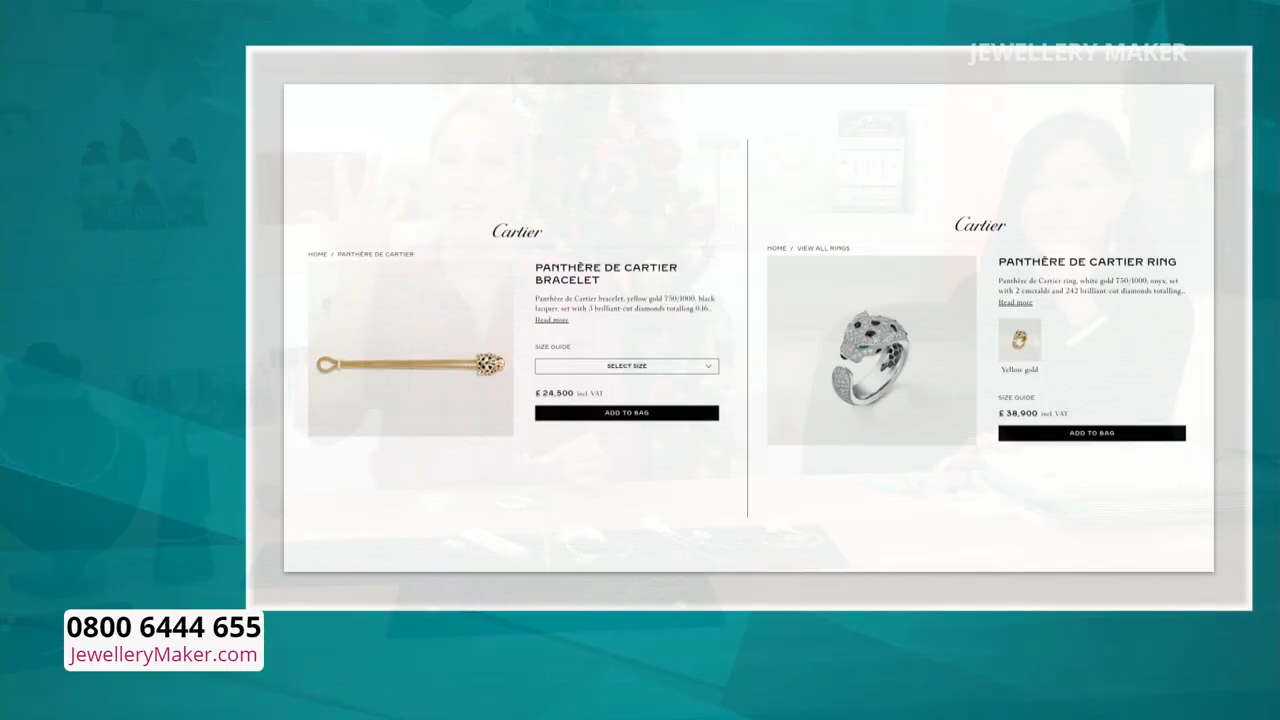 JEWELLERY MAKER
Cartier
HOME / PANTHÈRE DE CARTIER
PANTHÈRE DE CARTIER
BRACELET
Panthère de Cartier bracelet, yellow gold 750/1000, black
lacquer, set with 3 brilliant-cut diamonds totalling 0.16..
Read more
SIZE GUIDE
SELECT SIZE
£ 24,500 incl. VAT
ADD TO BAG
Cartier
HOME / VIEW ALL RINGS
PANTHÈRE DE CARTIER RING
Panthère de Cartier ring, white gold 750/1000, onyx, set
with 2 emeralds and 242 brilliant-cut diamonds totalling...
Read more
Yellow gold
SIZE GUIDE
£ 38,900 incl. VAT
ADD TO BAG
0800 6444 655
JewelleryMaker.com